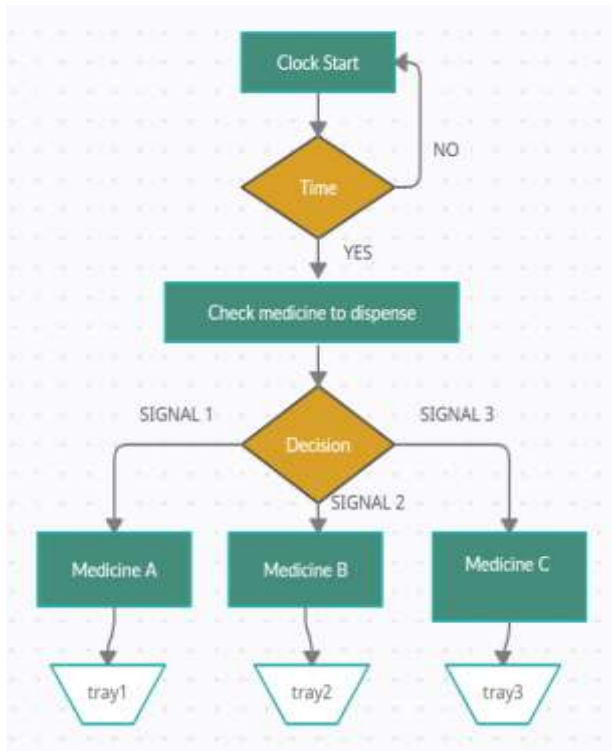 Clock Start
NO
Time
YES
Check medicine to dispense
SIGNAL 1
SIGNAL 3
Decision
SIGNAL 2
Medicine A
Medicine B
Medicine C
tray1
tray2
tray3